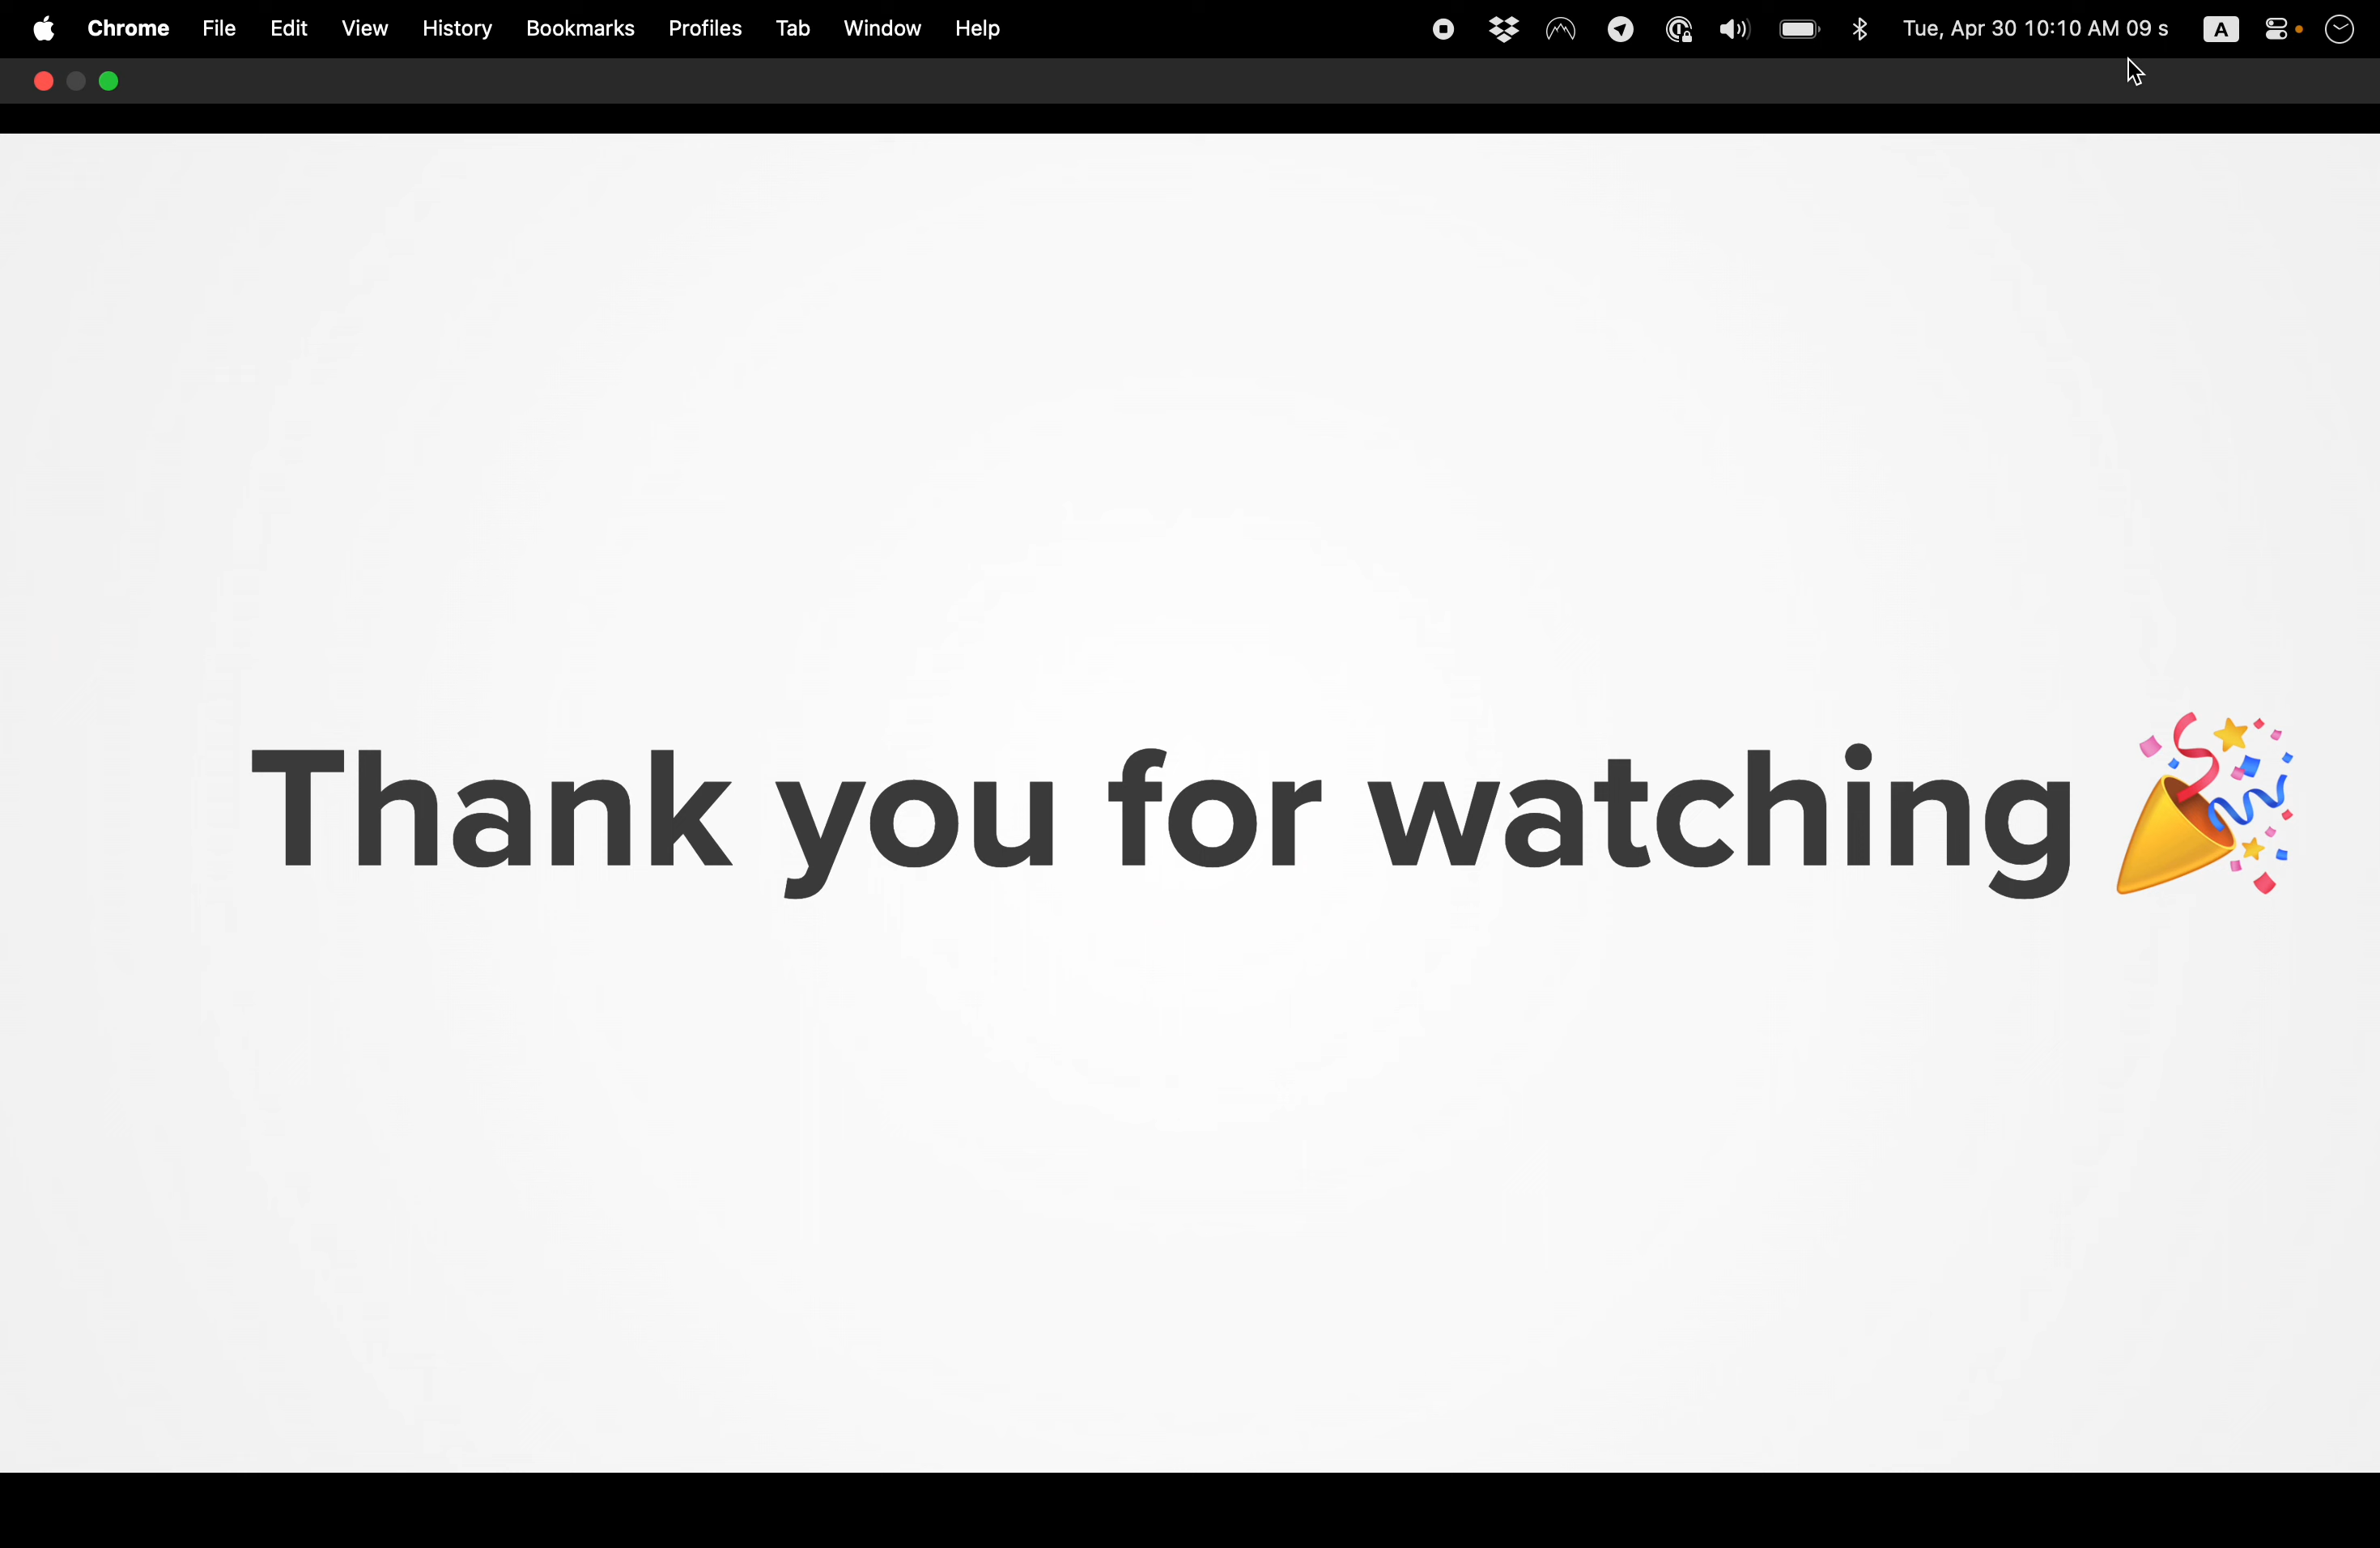 Chrome File Edit View History Bookmarks Profiles Tab Window Help Tue, Apr 30 10:10 AM 09 s A
Thank you for watching 🎉